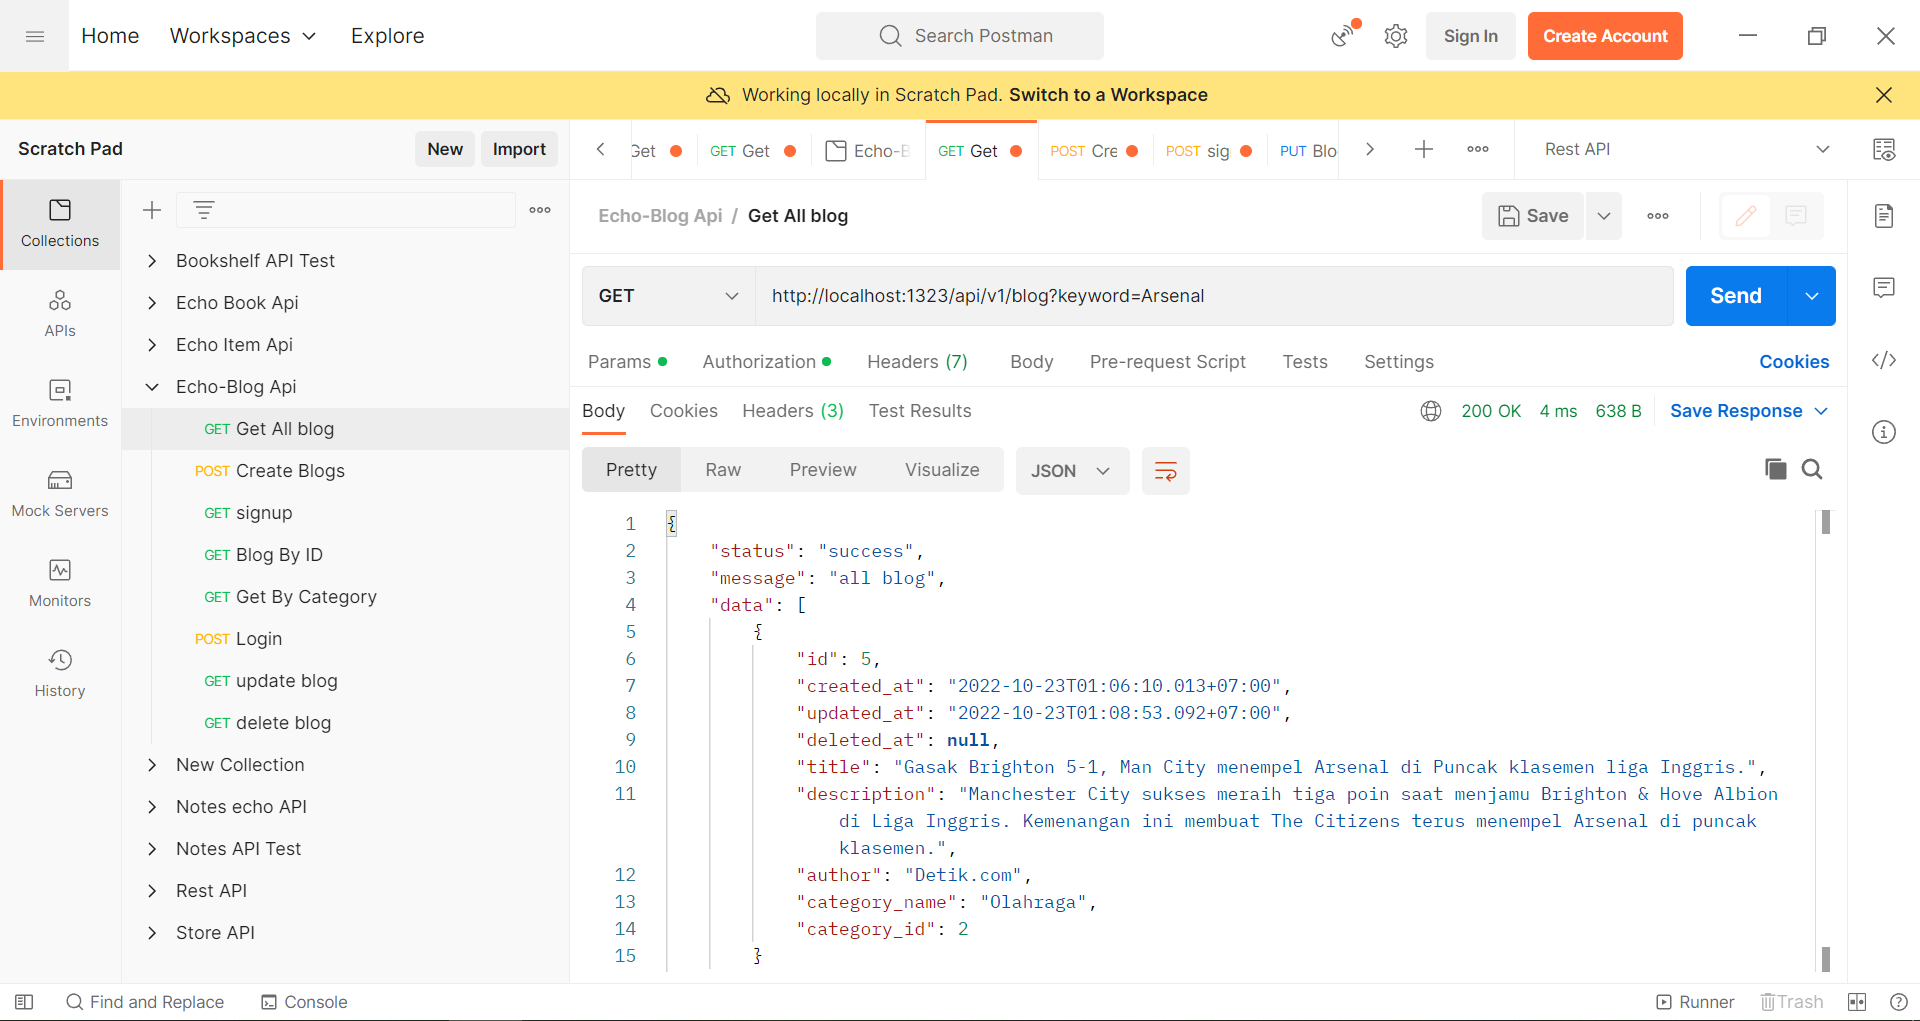 Home Workspaces Explore Search Postman Sign In Create Account
Working locally in Scratch Pad. Switch to a Workspace
Scratch Pad New Import
Get GET Get Echo-B GET Get POST Cre POST sig PUT Blo Rest API
Collections
APIs
Environments
Mock Servers
Monitors
History
Bookshelf API Test
Echo Book Api
Echo Item Api
Echo-Blog Api
GET Get All blog
POST Create Blogs
GET signup
GET Blog By ID
GET Get By Category
POST Login
GET update blog
GET delete blog
New Collection
Notes echo API
Notes API Test
Rest API
Store API
Echo-Blog Api / Get All blog Save
GET http://localhost:1323/api/v1/blog?keyword=Arsenal Send
Params Authorization Headers (7) Body Pre-request Script Tests Settings Cookies
Body Cookies Headers (3) Test Results 200 OK 4 ms 638 B Save Response
Pretty Raw Preview Visualize JSON
1 {
2 "status": "success",
3 "message": "all blog",
4 "data": [
5 {
6 "id": 5,
7 "created_at": "2022-10-23T01:06:10.013+07:00",
8 "updated_at": "2022-10-23T01:08:53.092+07:00",
9 "deleted_at": null,
10 "title": "Gasak Brighton 5-1, Man City menempel Arsenal di Puncak klasemen liga Inggris.",
11 "description": "Manchester City sukses meraih tiga poin saat menjamu Brighton & Hove Albion
di Liga Inggris. Kemenangan ini membuat The Citizens terus menempel Arsenal di puncak
klasemen.",
12 "author": "Detik.com",
13 "category_name": "Olahraga",
14 "category_id": 2
15 }
Find and Replace Console Runner Trash